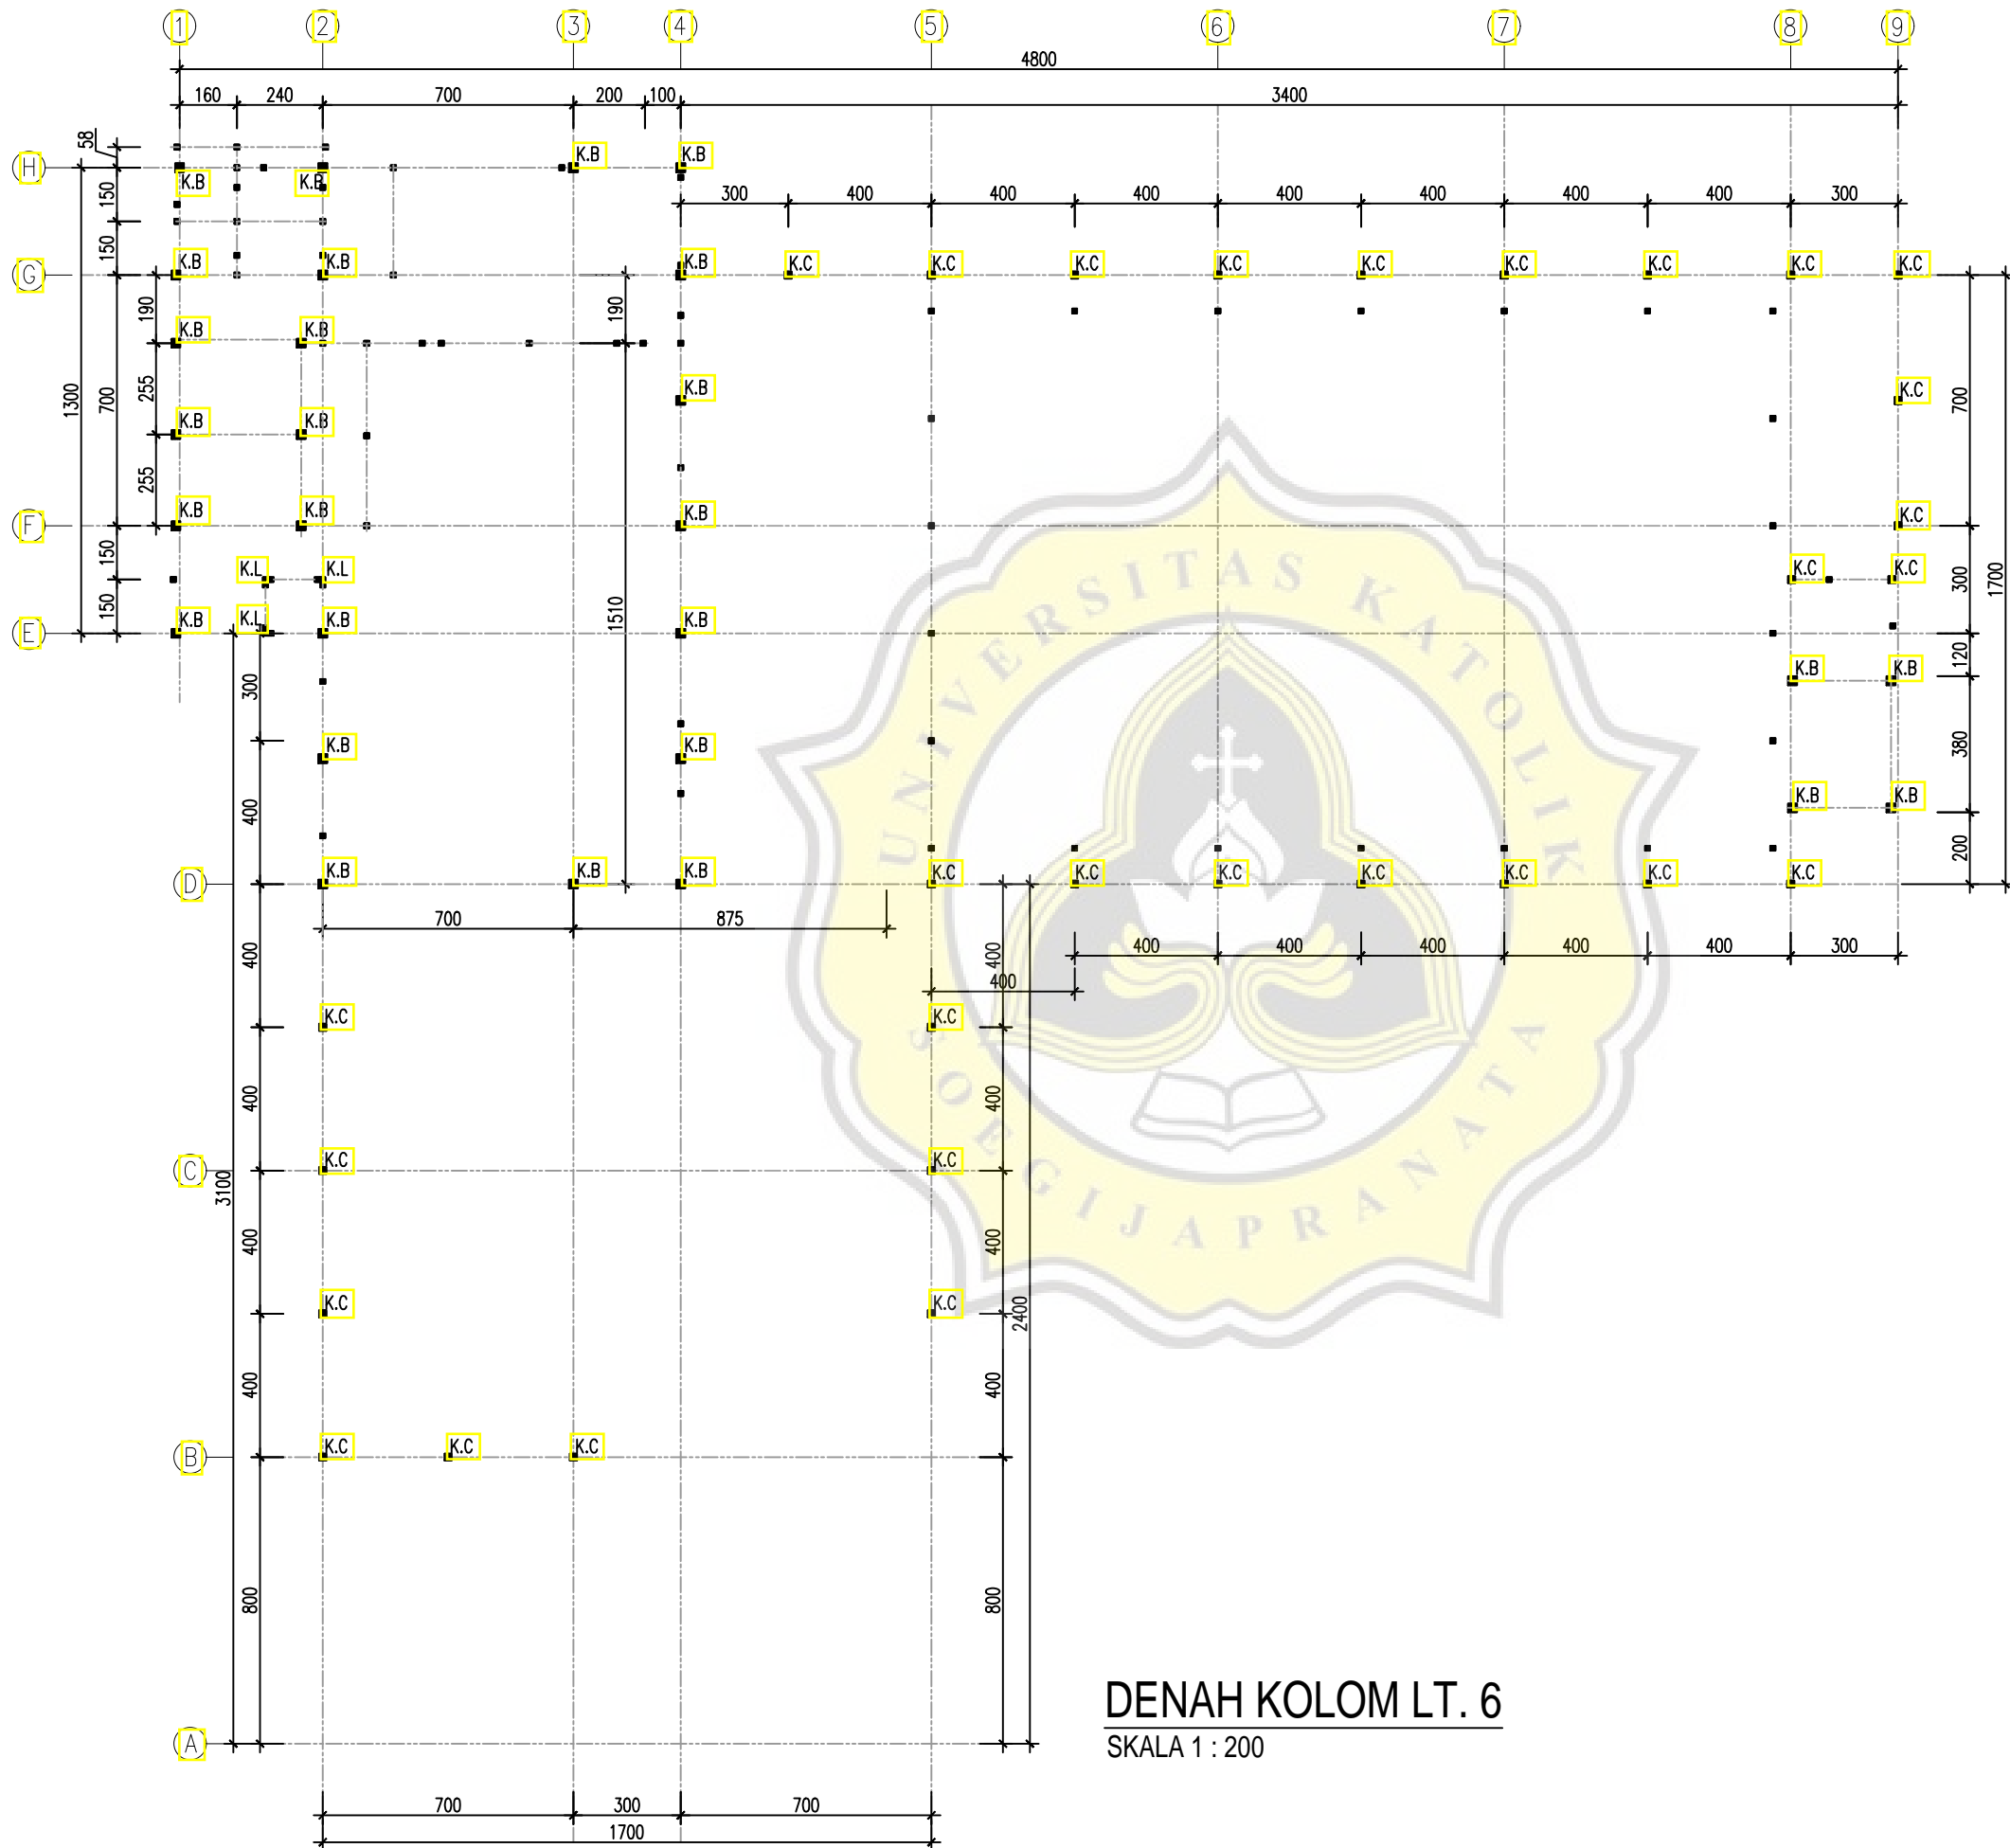 1 2 3 4 5 6 7 8 9
4800
160 240 700 200 100 3400
58
H K.B K.B
K.B K.B
150
300 400 400 400 400 400 400 400 300
150
G K.B K.B K.B K.C K.C K.C K.C K.C K.C K.C K.C K.C
190 190
K.B K.B
1300 700 255 K.B K.C 700
K.B K.B
255
F K.B K.B K.B K.C
150 K.L K.L K.C K.C 300 1700
150 1510
E K.B K.L K.B K.B
120
300 K.B K.B
K.B K.B 380
400 K.B K.B
200
D K.B K.B K.B K.C K.C K.C K.C K.C K.C K.C
700 875
400 400 400 400 400 400 400 300
400
K.C K.C
400 400
C K.C K.C
3100
400 400
K.C K.C
2400
400 400
B K.C K.C K.C
800 800
A
700 300 700
1700
UNIVERSITAS KATOLIK
SOEGIJAPRANATA
DENAH KOLOM LT. 6
SKALA 1 : 200